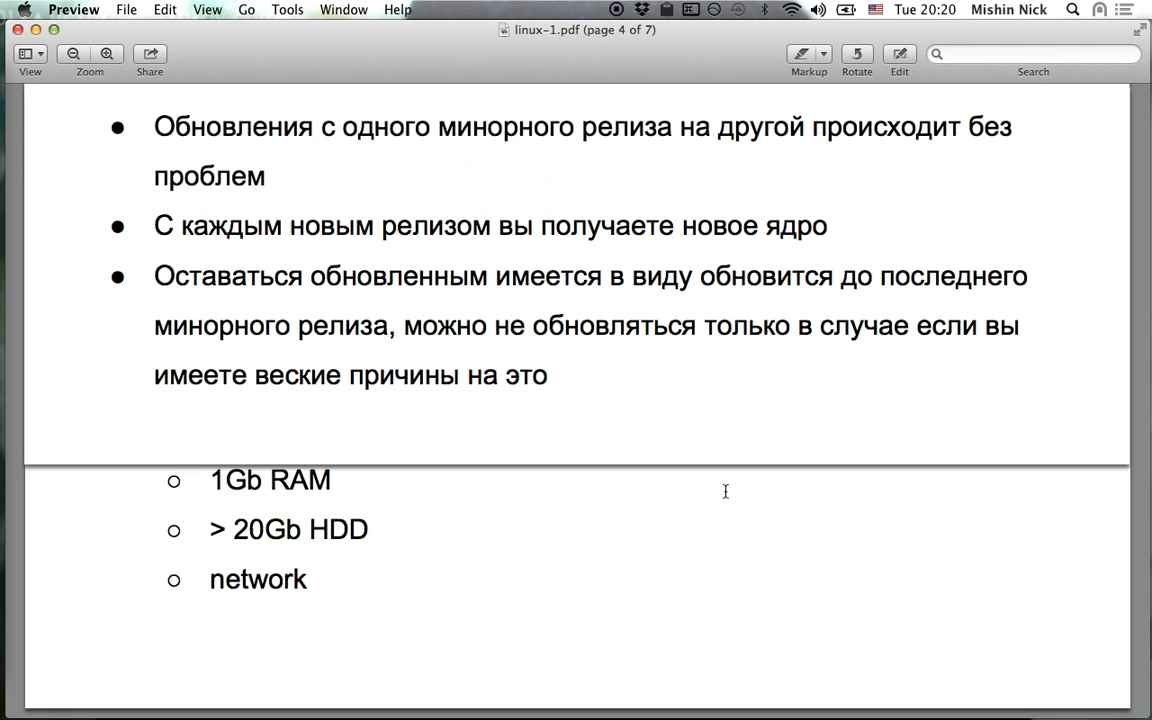 Preview File Edit View Go Tools Window Help Tue 20:20 Mishin Nick
linux-1.pdf (page 4 of 7)
View Zoom Share Markup Rotate Edit Search
● Обновления с одного минорного релиза на другой происходит без
проблем
● С каждым новым релизом вы получаете новое ядро
● Оставаться обновленным имеется в виду обновится до последнего
минорного релиза, можно не обновляться только в случае если вы
имеете веские причины на это
○ 1Gb RAM
○ > 20Gb HDD
○ network